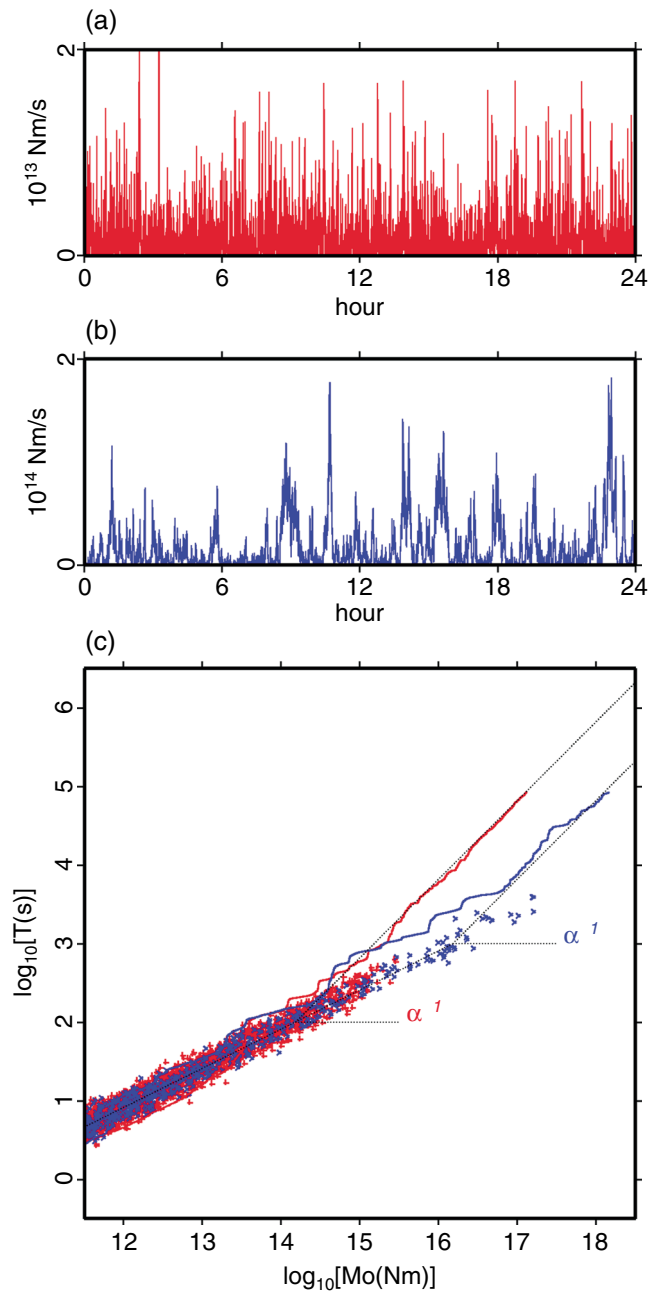 (a)
2
10¹³ Nm/s
0
0 6 12 18 24
hour
(b)
2
10¹⁴ Nm/s
0
0 6 12 18 24
hour
(c)
6
5
4
3
2
1
0
log₁₀[T(s)]
α ¹
α ¹
12 13 14 15 16 17 18
log₁₀[Mo(Nm)]